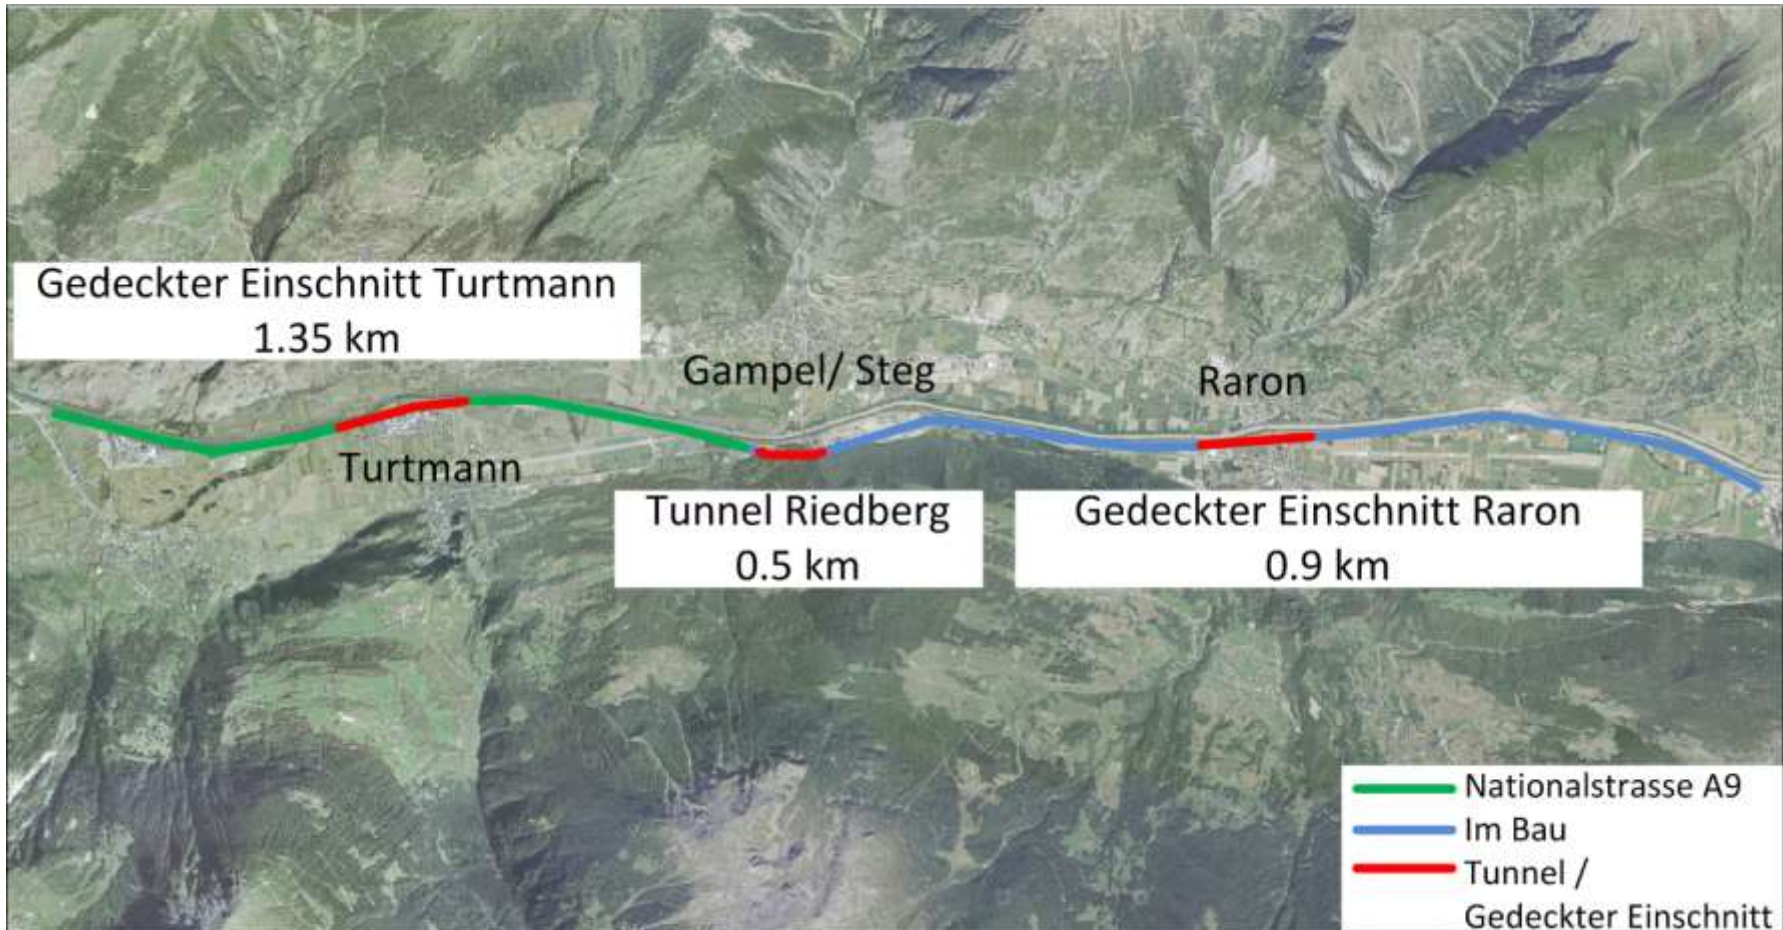 Gedeckter Einschnitt Turtmann
1.35 km
Gampel/ Steg
Raron
Turtmann
Tunnel Riedberg
0.5 km
Gedeckter Einschnitt Raron
0.9 km
Nationalstrasse A9
Im Bau
Tunnel /
Gedeckter Einschnitt